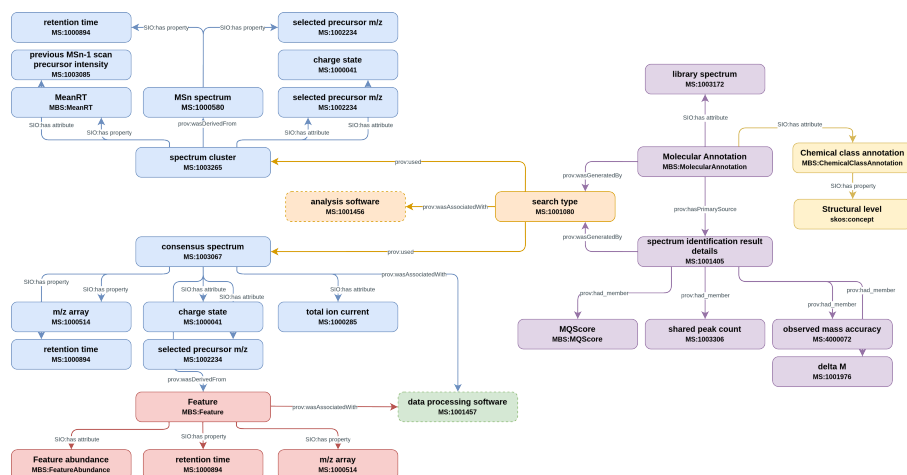 retention time
MS:1000894
SIO:has property
SIO:has property
selected precursor m/z
MS:1002234
previous MSn-1 scan
precursor intensity
MS:1003085
charge state
MS:1000041
MeanRT
MBS:MeanRT
MSn spectrum
MS:1000580
selected precursor m/z
MS:1002234
prov:wasDerivedFrom
SIO:has attribute
SIO:has property
SIO:has attribute
SIO:has attribute
spectrum cluster
MS:1003265
library spectrum
MS:1003172
SIO:has attribute
SIO:has attribute
Molecular Annotation
MBS:MolecularAnnotation
Chemical class annotation
MBS:ChemicalClassAnnotation
prov:used
prov:wasGeneratedBy
SIO:has property
analysis software
MS:1001456
prov:wasAssociatedWith
search type
MS:1001080
prov:hasPrimarySource
Structural level
skos:concept
prov:wasGeneratedBy
consensus spectrum
MS:1003067
prov:used
spectrum identification result
details
MS:1001405
prov:wasAssociatedWith
SIO:has property
SIO:has attribute
SIO:has attribute
SIO:has attribute
prov:had_member
prov:had_member
prov:had_member
prov:had_member
m/z array
MS:1000514
charge state
MS:1000041
total ion current
MS:1000285
MQScore
MBS:MQScore
shared peak count
MS:1003306
observed mass accuracy
MS:4000072
retention time
MS:1000894
selected precursor m/z
MS:1002234
delta M
MS:1001976
prov:wasDerivedFrom
Feature
MBS:Feature
prov:wasAssociatedWith
data processing software
MS:1001457
SIO:has attribute
SIO:has property
SIO:has property
Feature abundance
MBS:FeatureAbundance
retention time
MS:1000894
m/z array
MS:1000514